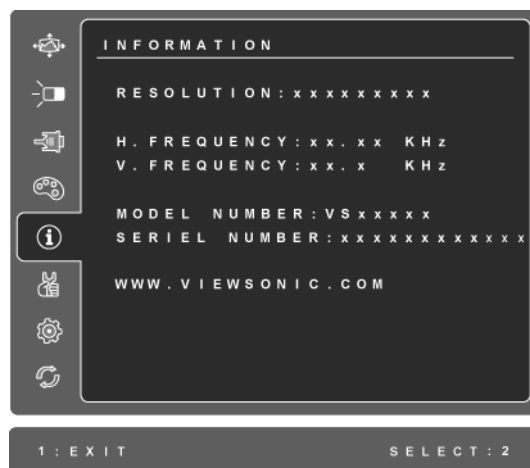 INFORMATION
RESOLUTION:xxxxxxxxx
H. FREQUENCY:xx.xx KHz
V. FREQUENCY:xx.x KHz
MODEL NUMBER:VSxxxxx
SERIEL NUMBER:xxxxxxxxxxxx
WWW.VIEWSONIC.COM
1:EXIT SELECT:2